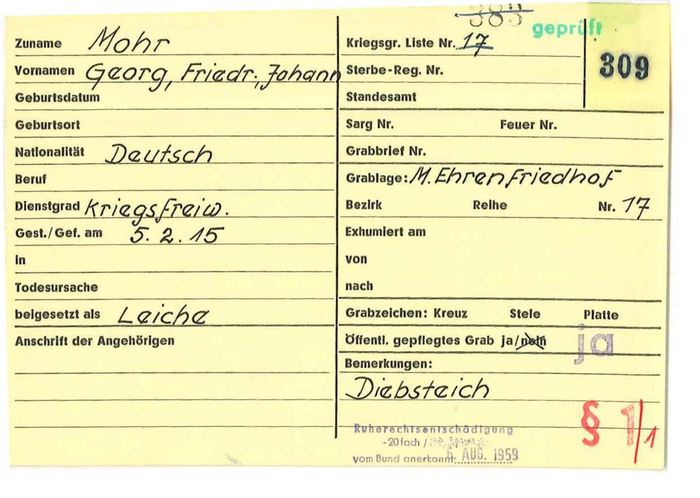 geprüft
309
Zuname Mohr
Vornamen Georg, Friedr., Johann
Geburtsdatum
Geburtsort
Nationalität Deutsch
Beruf
Dienstgrad Kriegsfreiw.
Gest./Gef. am 5. 2. 15
in
Todesursache
beigesetzt als Leiche
Anschrift der Angehörigen
Kriegsgr. Liste Nr. 17
Sterbe-Reg. Nr.
Standesamt
Sarg Nr. Feuer Nr.
Grabbrief Nr.
Grablage: M. Ehrenfriedhof
Bezirk Reihe Nr. 17
Exhumiert am
von
nach
Grabzeichen: Kreuz Stele Platte
Öffentl. gepflegtes Grab ja/nein ja
Bemerkungen:
Diebsteich
Ruherechtsentschädigung
-20fach /
vom Bund anerkannt: 6. AUG. 1959
§ 1/1